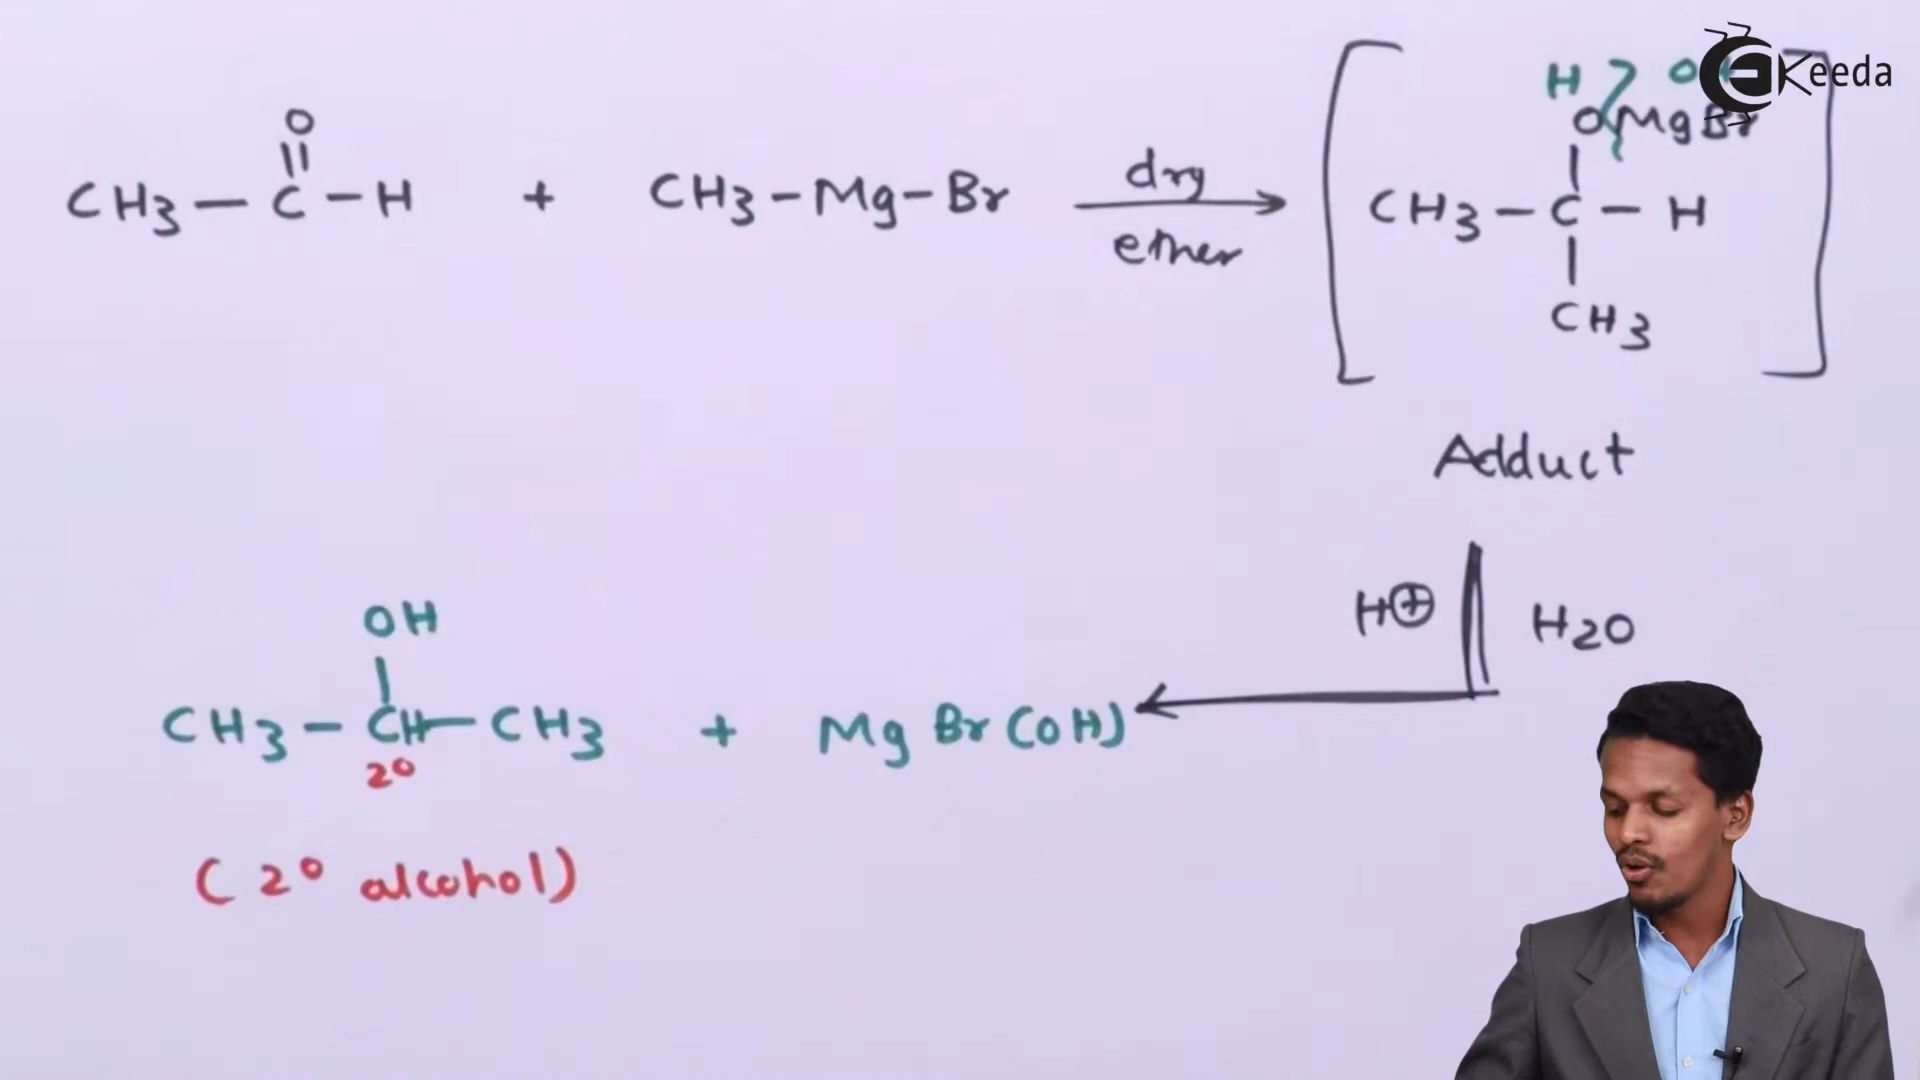 Keeda
H OH
O OMgBr
||
CH3 — C — H + CH3 — Mg — Br dry ether CH3 — C — H
CH3
Adduct
H⊕ H2O
OH
CH3 — CH — CH3 + MgBr(OH)
2°
(2° alcohol)